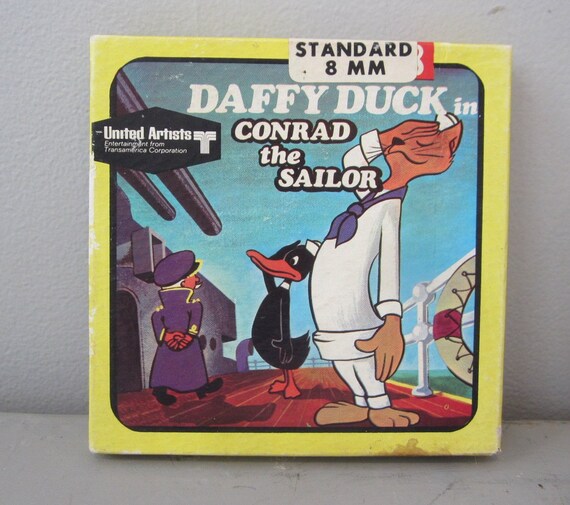 STANDARD
8 MM
DAFFY DUCK in
CONRAD
the
SAILOR
United Artists
Entertainment from
Transamerica Corporation